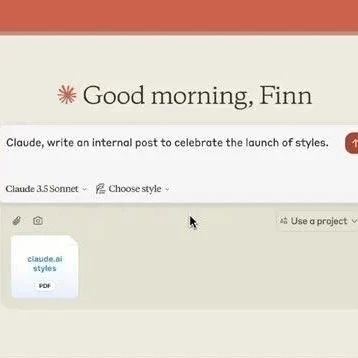 Good morning, Finn
Claude, write an internal post to celebrate the launch of styles.
Claude 3.5 Sonnet Choose style
Use a project
claude.ai
styles
PDF